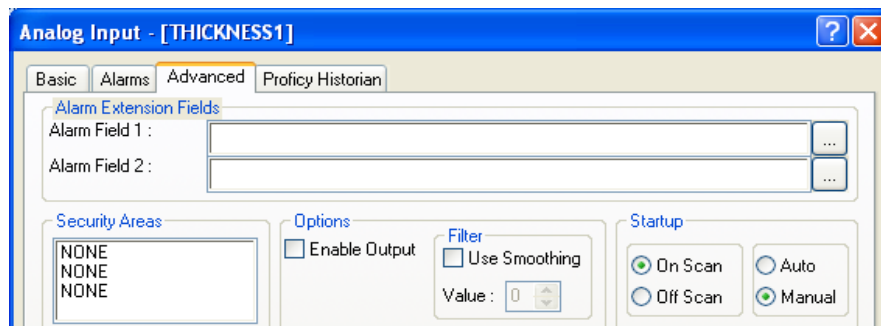 Analog Input - [THICKNESS1]
Basic Alarms Advanced Proficy Historian
Alarm Extension Fields
Alarm Field 1 :
...
Alarm Field 2 :
...
Security Areas
NONE
NONE
NONE
Options
Enable Output
Filter
Use Smoothing
Value : 0
Startup
On Scan
Off Scan
Auto
Manual